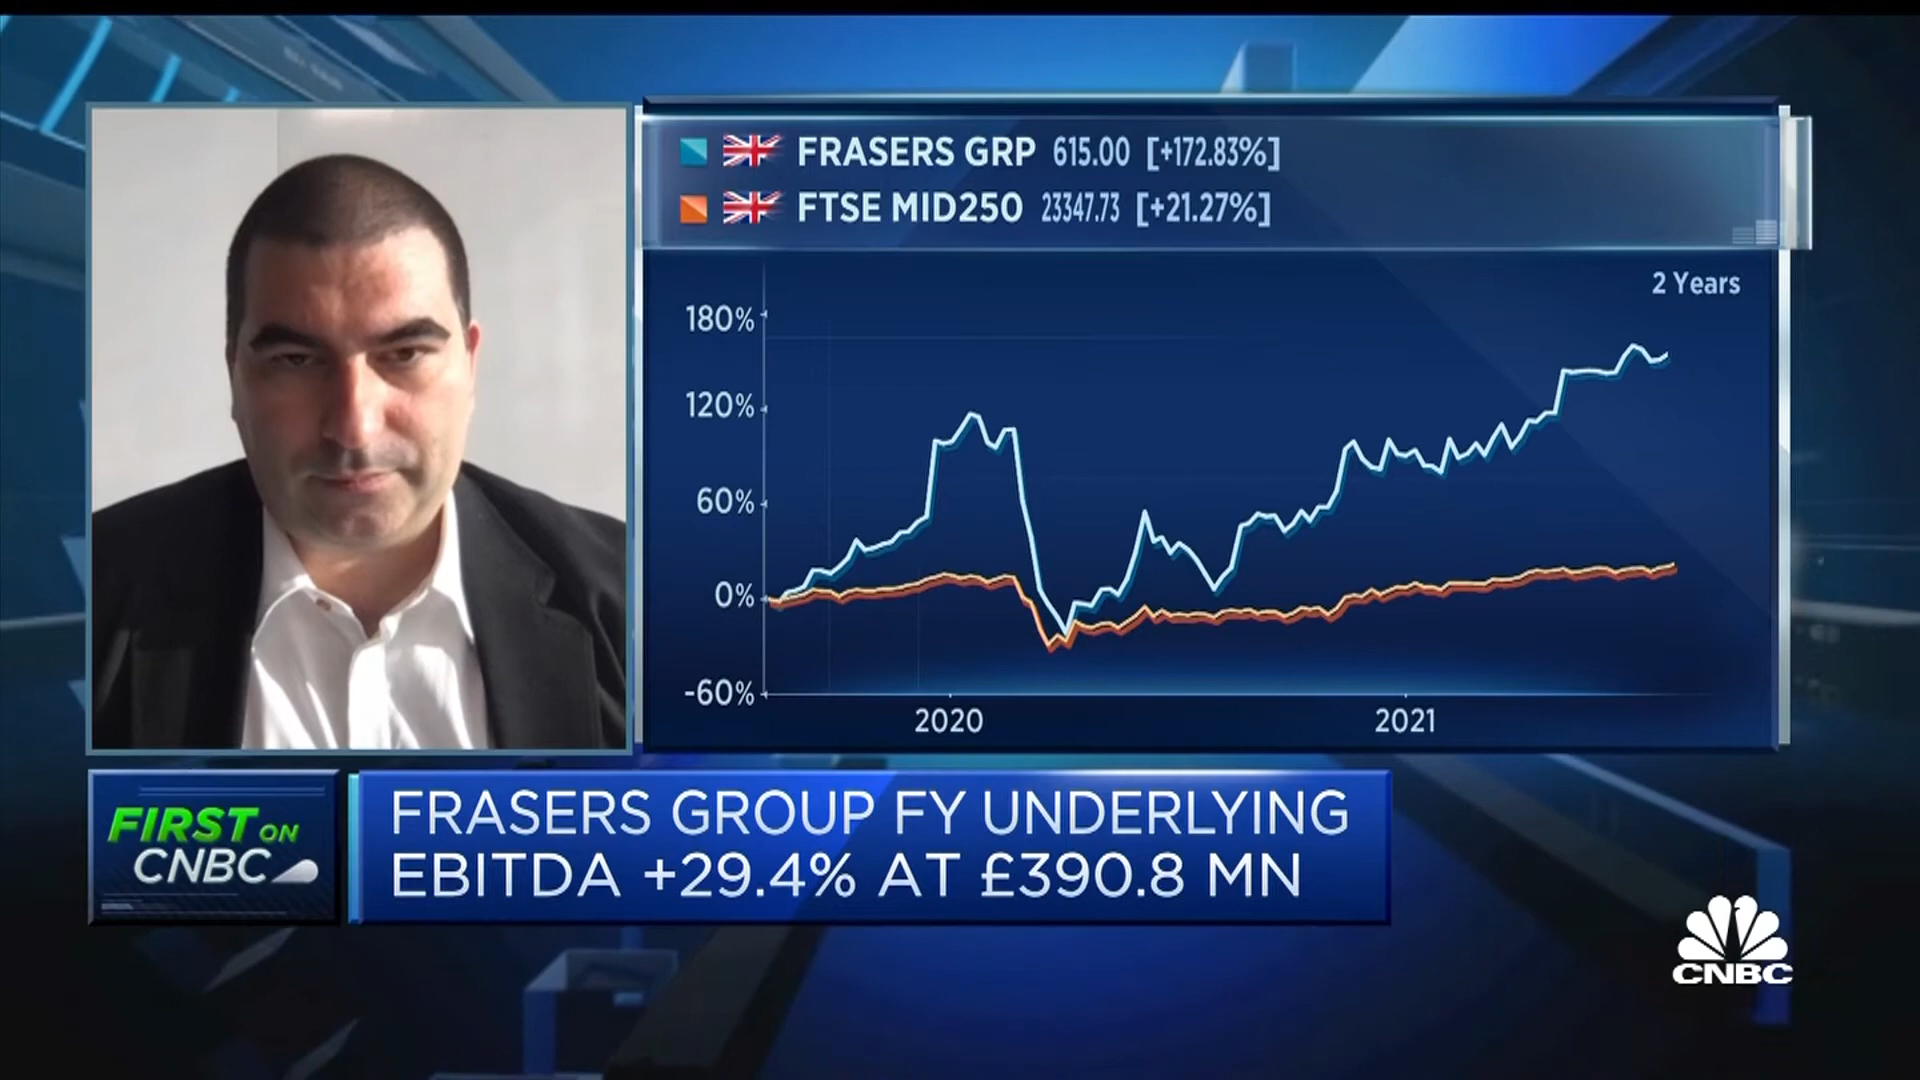 FRASERS GRP 615.00 [+172.83%]
FTSE MID250 23347.73 [+21.27%]
2 Years
180%
120%
60%
0%
-60%
2020
2021
FIRST ON
CNBC
FRASERS GROUP FY UNDERLYING
EBITDA +29.4% AT £390.8 MN
CNBC